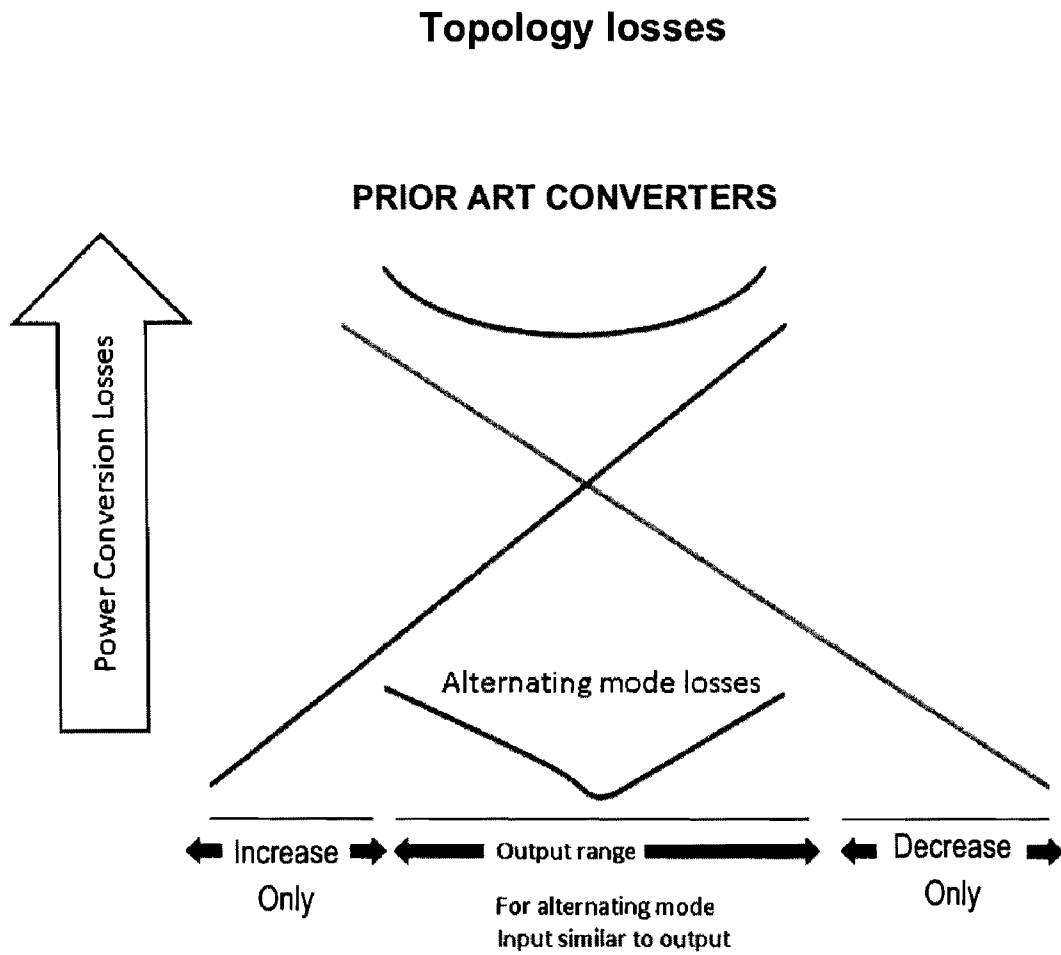 Topology losses
PRIOR ART CONVERTERS
Power Conversion Losses
Alternating mode losses
Increase
Only
Output range
Decrease
Only
For alternating mode
Input similar to output